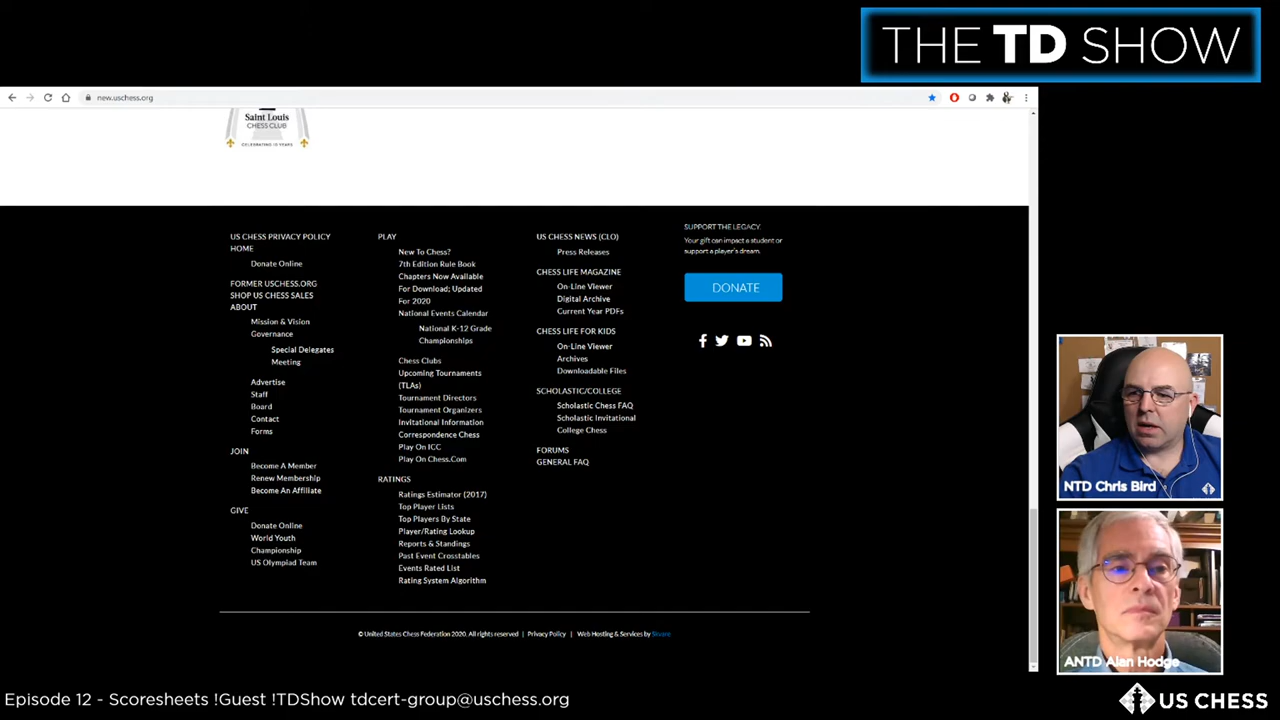 THE TD SHOW
new.uschess.org
Saint Louis
CHESS CLUB
CELEBRATING 10 YEARS
US CHESS PRIVACY POLICY
HOME
Donate Online
FORMER USCHESS.ORG
SHOP US CHESS SALES
ABOUT
Mission & Vision
Governance
Special Delegates
Meeting
Advertise
Staff
Board
Contact
Forms
JOIN
Become A Member
Renew Membership
Become An Affiliate
GIVE
Donate Online
World Youth
Championship
US Olympiad Team
PLAY
New To Chess?
7th Edition Rule Book
Chapters Now Available
For Download; Updated
For 2020
National Events Calendar
National K-12 Grade
Championships
Chess Clubs
Upcoming Tournaments
(TLAs)
Tournament Directors
Tournament Organizers
Invitational Information
Correspondence Chess
Play On ICC
Play On Chess.Com
RATINGS
Ratings Estimator (2017)
Top Player Lists
Top Players By State
Player/Rating Lookup
Reports & Standings
Past Event Crosstables
Events Rated List
Rating System Algorithm
US CHESS NEWS (CLO)
Press Releases
CHESS LIFE MAGAZINE
On-Line Viewer
Digital Archive
Current Year PDFs
CHESS LIFE FOR KIDS
On-Line Viewer
Archives
Downloadable Files
SCHOLASTIC/COLLEGE
Scholastic Chess FAQ
Scholastic Invitational
College Chess
FORUMS
GENERAL FAQ
SUPPORT THE LEGACY.
Your gift can impact a student or
support a player's dream.
DONATE
© United States Chess Federation 2020. All rights reserved | Privacy Policy | Web Hosting & Services by Skvare
NTD Chris Bird
ANTD Alan Hodge
Episode 12 - Scoresheets !Guest !TDShow tdcert-group@uschess.org
US CHESS